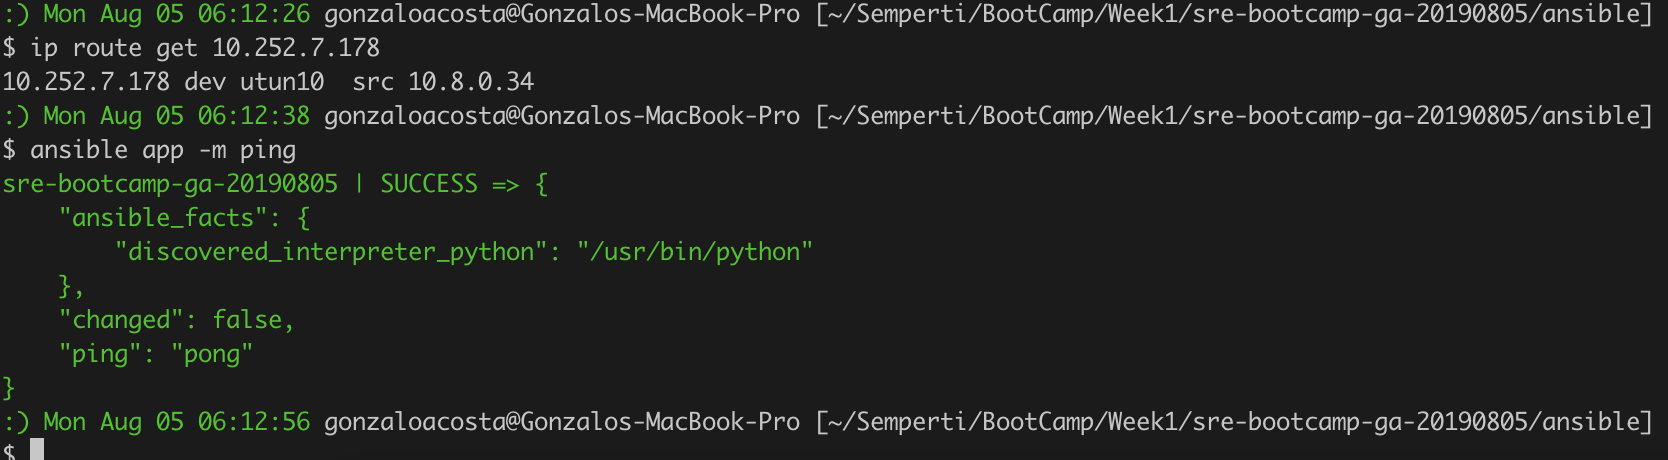 :) Mon Aug 05 06:12:26 gonzaloacosta@Gonzalos-MacBook-Pro [~/Semperti/BootCamp/Week1/sre-bootcamp-ga-20190805/ansible]
$ ip route get 10.252.7.178
10.252.7.178 dev utun10  src 10.8.0.34
:) Mon Aug 05 06:12:38 gonzaloacosta@Gonzalos-MacBook-Pro [~/Semperti/BootCamp/Week1/sre-bootcamp-ga-20190805/ansible]
$ ansible app -m ping
sre-bootcamp-ga-20190805 | SUCCESS => {
    "ansible_facts": {
        "discovered_interpreter_python": "/usr/bin/python"
    },
    "changed": false,
    "ping": "pong"
}
:) Mon Aug 05 06:12:56 gonzaloacosta@Gonzalos-MacBook-Pro [~/Semperti/BootCamp/Week1/sre-bootcamp-ga-20190805/ansible]
$